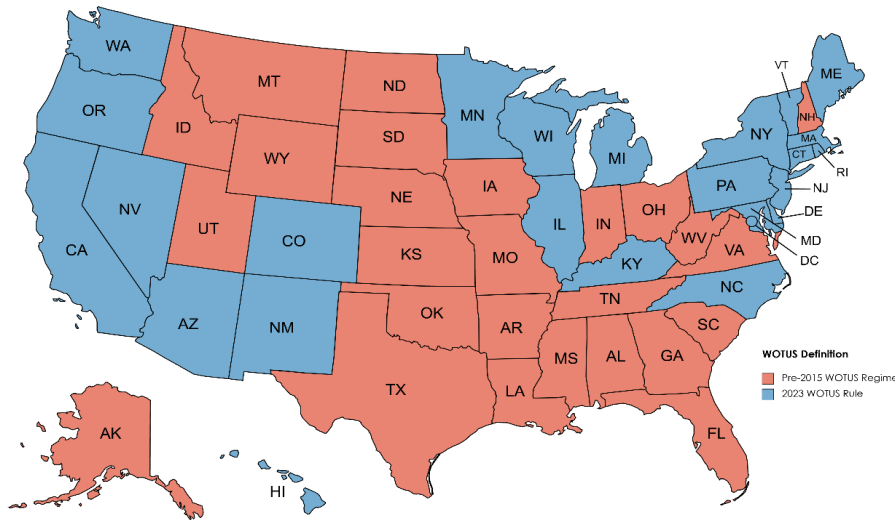 WA
OR
CA
NV
ID
MT
WY
UT
AZ
CO
NM
ND
SD
NE
KS
OK
TX
MN
IA
MO
AR
LA
WI
IL
MI
IN
OH
KY
TN
MS
AL
GA
FL
SC
NC
VA
WV
PA
NY
VT
NH
ME
MA
CT
RI
NJ
DE
MD
DC
AK
HI
WOTUS Definition
Pre-2015 WOTUS Regime
2023 WOTUS Rule